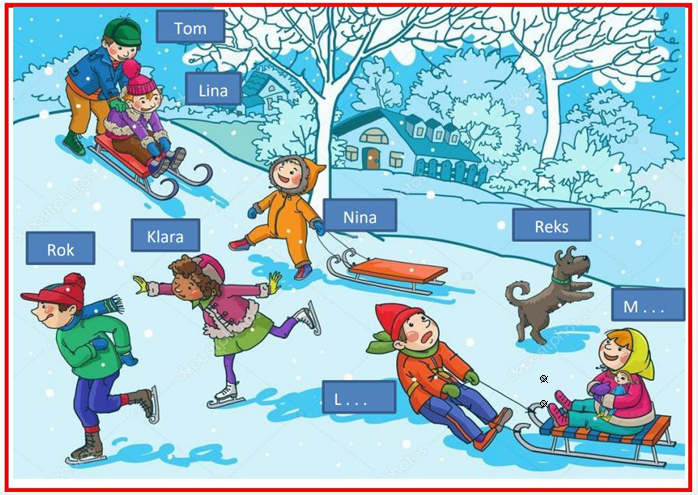 Tom
Lina
Nina
Reks
Klara
Rok
M . . .
L . . .